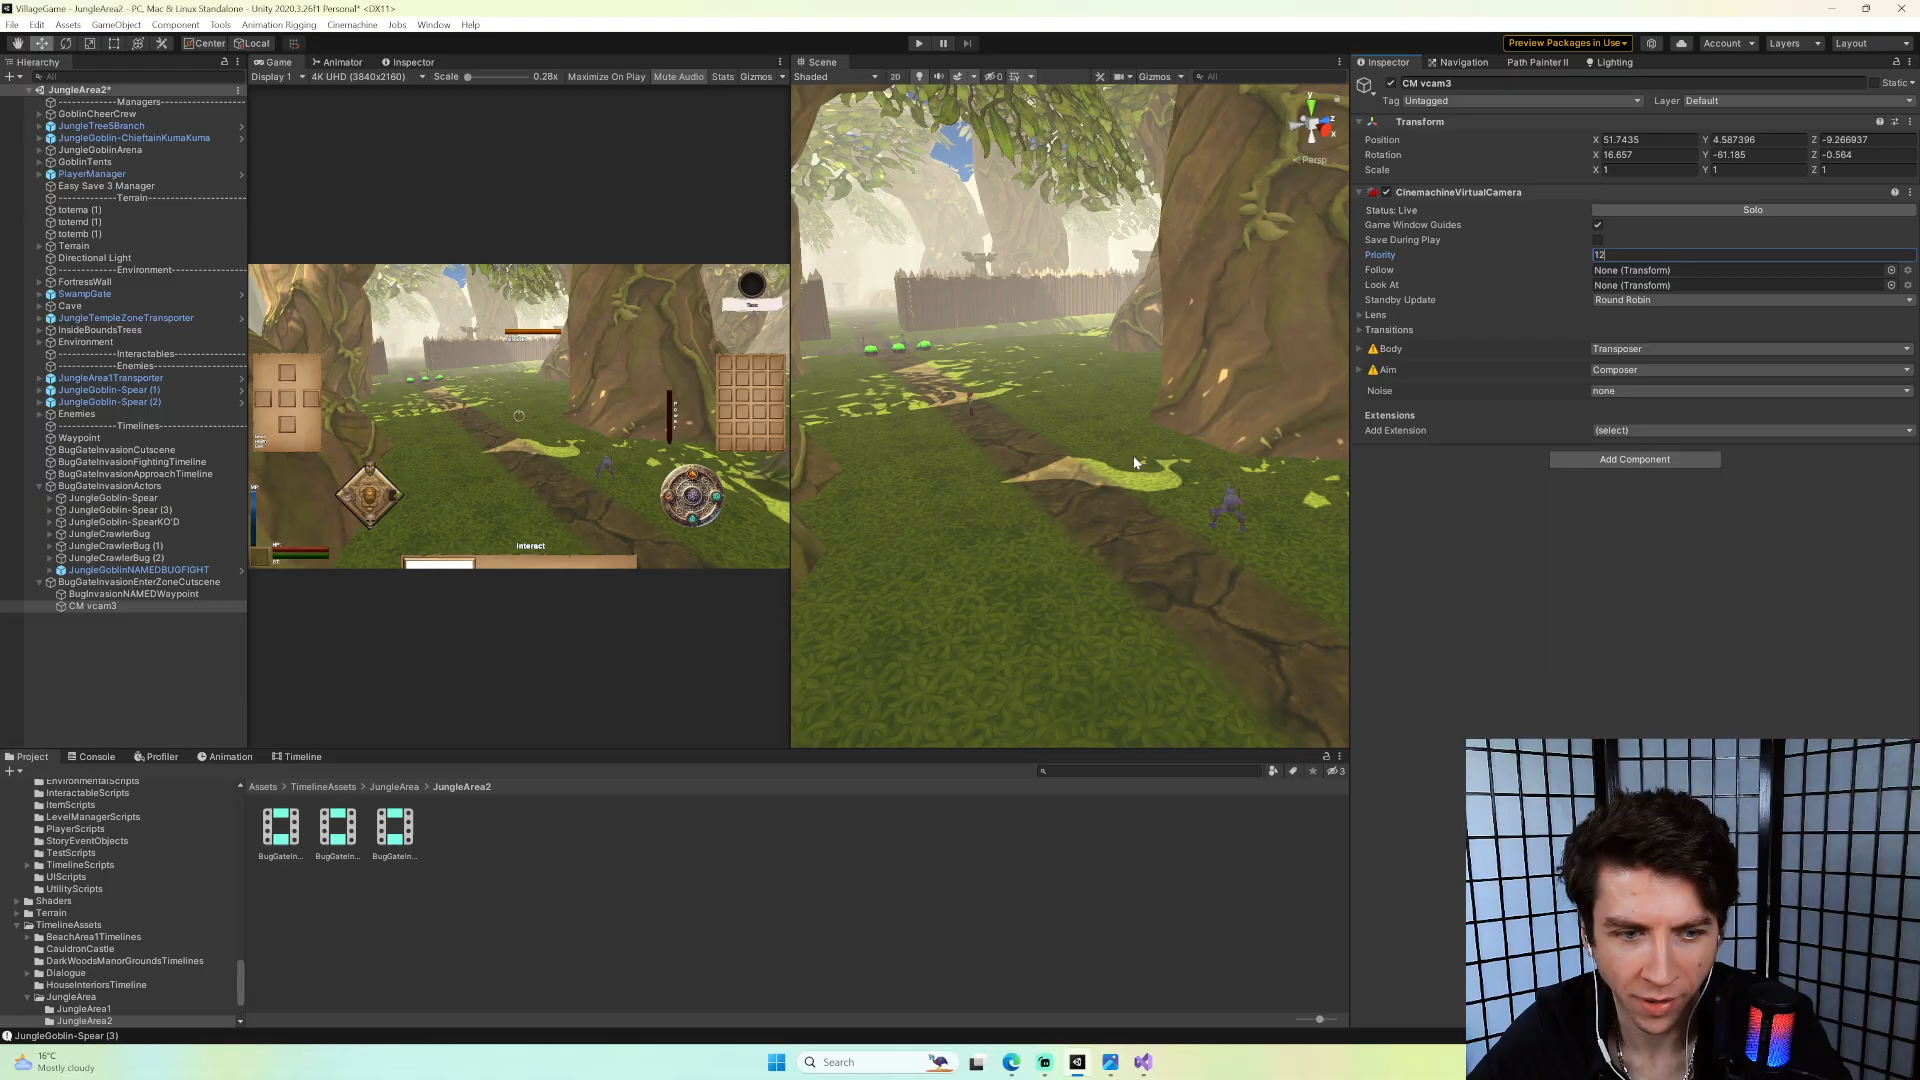 VillageGame - JungleArea2 - PC, Mac & Linux Standalone - Unity 2020.3.26f1 Personal* <DX11>
File Edit Assets GameObject Component Tools Animation Rigging Cinemachine Jobs Window Help
Center Local Preview Packages in Use Account Layers Layout
Hierarchy
All
JungleArea2*
-------------Managers-------------
GoblinCheerCrew
JungleTree5Branch
JungleGoblin-ChieftainKumaKuma
JungleGoblinArena
GoblinTents
PlayerManager
Easy Save 3 Manager
-------------Terrain-------------
totema (1)
totemd (1)
totemb (1)
Terrain
Directional Light
-------------Environment-------------
FortressWall
SwampGate
Cave
JungleTempleZoneTransporter
InsideBoundsTrees
Environment
-------------Interactables-------------
-------------Enemies-------------
JungleArea1Transporter
JungleGoblin-Spear (1)
JungleGoblin-Spear (2)
Enemies
-------------Timelines-------------
Waypoint
BugGateInvasionCutscene
BugGateInvasionFightingTimeline
BugGateInvasionApproachTimeline
BugGateInvasionActors
JungleGoblin-Spear
JungleGoblin-Spear (3)
JungleGoblin-SpearKO'D
JungleCrawlerBug
JungleCrawlerBug (1)
JungleCrawlerBug (2)
JungleGoblinNAMEDBUGFIGHT
BugGateInvasionEnterZoneCutscene
BugInvasionNAMEDWaypoint
CM vcam3
Game Animator Inspector
Display 1 4K UHD (3840x2160) Scale 0.28x Maximize On Play Mute Audio Stats Gizmos
MP:
HP:
ST:
Interact
Scene
Shaded 2D 0 Gizmos All
y
z
x
Persp
Inspector Navigation Path Painter II Lighting
CM vcam3 Static
Tag Untagged Layer Default
Transform
Position X 51.7435 Y 4.587396 Z -9.266937
Rotation X 16.657 Y -61.185 Z -0.564
Scale X 1 Y 1 Z 1
CinemachineVirtualCamera
Status: Live Solo
Game Window Guides
Save During Play
Priority 12
Follow None (Transform)
Look At None (Transform)
Standby Update Round Robin
Lens
Transitions
Body Transposer
Aim Composer
Noise none
Extensions
Add Extension (select)
Add Component
Project Console Profiler Animation Timeline
3
EnvironmentalScripts
InteractableScripts
ItemScripts
LevelManagerScripts
PlayerScripts
StoryEventObjects
TestScripts
TimelineScripts
UIScripts
UtilityScripts
Shaders
Terrain
TimelineAssets
BeachArea1Timelines
CauldronCastle
DarkWoodsManorGroundsTimelines
Dialogue
HouseInteriorsTimeline
JungleArea
JungleArea1
JungleArea2
Assets > TimelineAssets > JungleArea > JungleArea2
BugGateIn... BugGateIn... BugGateIn...
JungleGoblin-Spear (3)
16°C
Mostly cloudy
Search